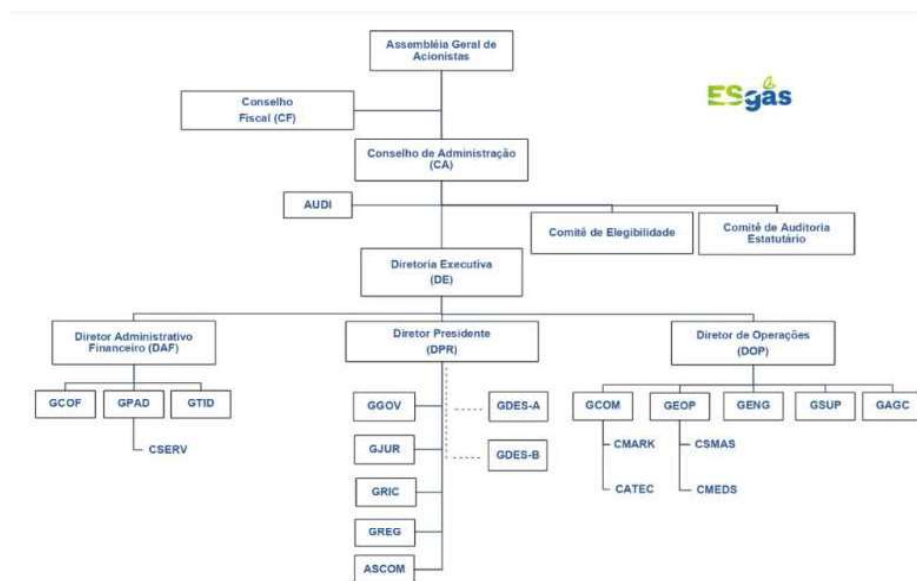 Assembléia Geral de
Acionistas
ESgás
Conselho
Fiscal (CF)
Conselho de Administração
(CA)
AUDI
Comitê de Elegibilidade
Comitê de Auditoria
Estatutário
Diretoria Executiva
(DE)
Diretor Administrativo
Financeiro (DAF)
Diretor Presidente
(DPR)
Diretor de Operações
(DOP)
GCOF
GPAD
GTID
CSERV
GGOV
GDES-A
GJUR
GDES-B
GRIC
GREG
ASCOM
GCOM
GEOP
GENG
GSUP
GAGC
CMARK
CSMAS
CATEC
CMEDS